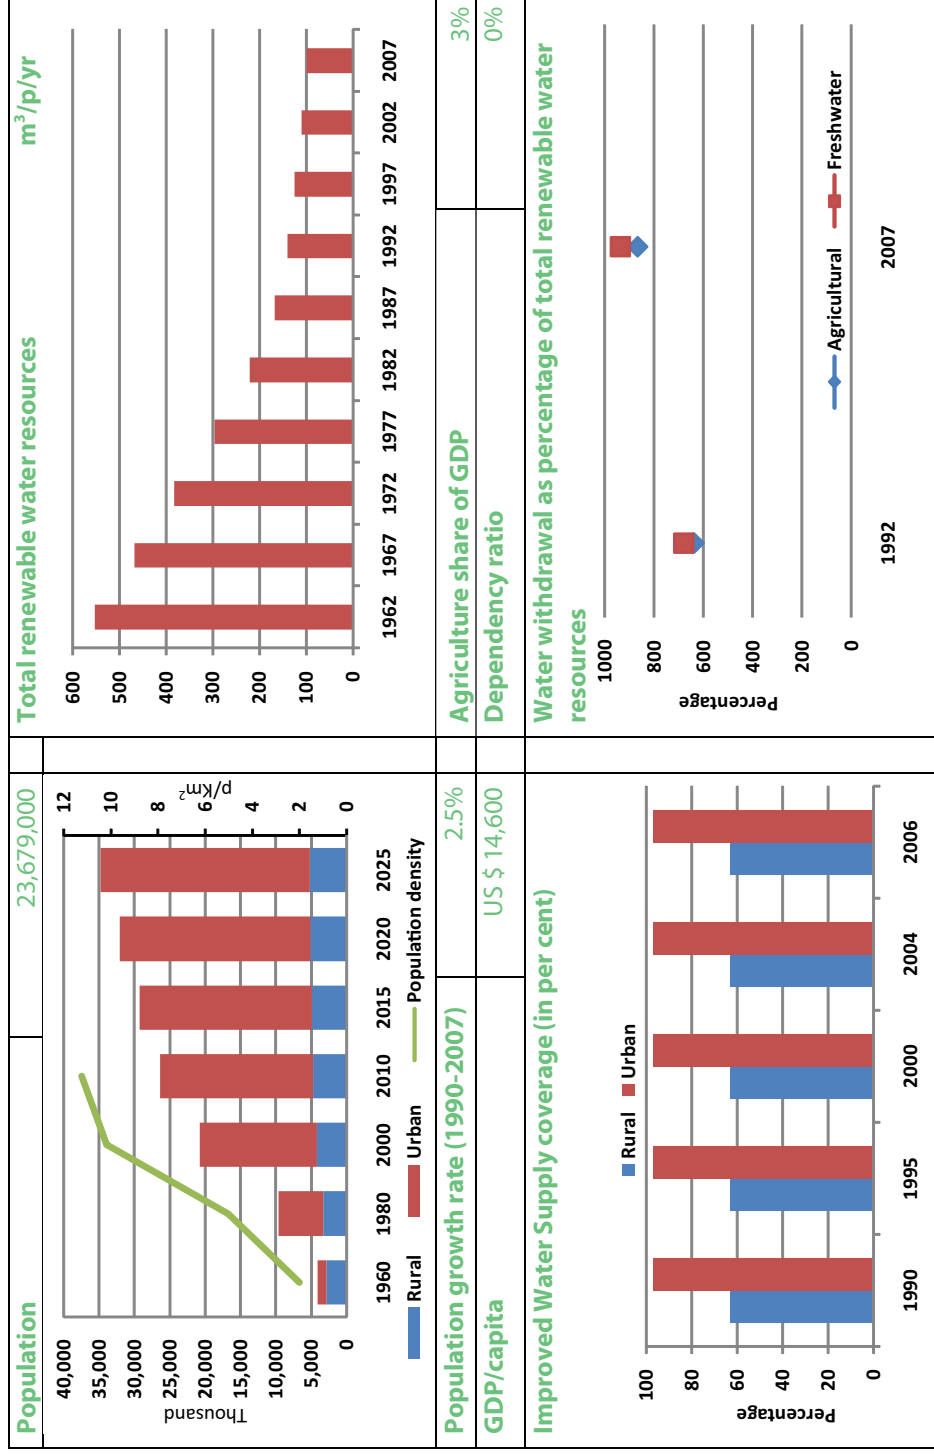 Population 23,679,000
40,000
35,000
30,000
25,000
20,000
15,000
10,000
5,000
0
Thousand
12
10
8
6
4
2
0
p/Km²
1960 1980 2000 2010 2015 2020 2025
Rural Urban Population density
Total renewable water resources m³/p/yr
600
500
400
300
200
100
0
1962 1967 1972 1977 1982 1987 1992 1997 2002 2007
Population growth rate (1990-2007) 2.5%
Agriculture share of GDP 3%
GDP/capita US $ 14,600
Dependency ratio 0%
Improved Water Supply coverage (in per cent)
Rural Urban
100
80
60
40
20
0
Percentage
1990 1995 2000 2004 2006
Water withdrawal as percentage of total renewable water
resources
1000
800
600
400
200
0
Percentage
Agricultural Freshwater
1992 2007